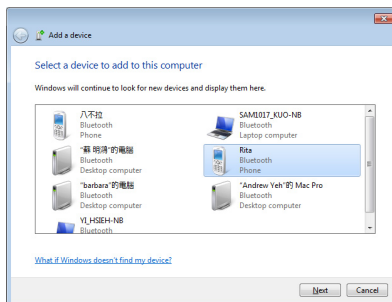 Add a device
Select a device to add to this computer
Windows will continue to look for new devices and display them here.
八不拉
Bluetooth
Phone
SAM1017_KUO-NB
Bluetooth
Laptop computer
"蘇 明鴻"的電腦
Bluetooth
Desktop computer
Rita
Bluetooth
Phone
"barbara"的電腦
Bluetooth
Desktop computer
"Andrew Yeh"的 Mac Pro
Bluetooth
Desktop computer
YI_HSIEH-NB
Bluetooth
What if Windows doesn't find my device?
Next
Cancel